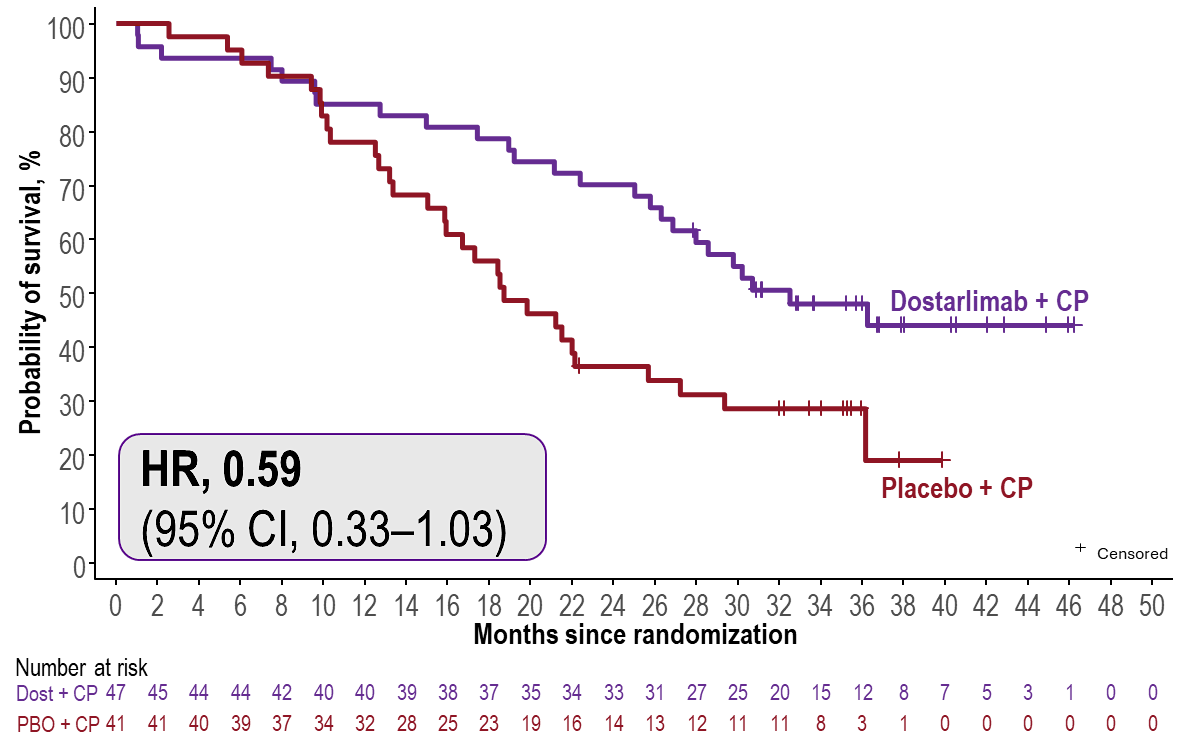 100
90
80
70
60
50
40
30
20
10
0
Probability of survival, %
Dostarlimab + CP
Placebo + CP
HR, 0.59
(95% CI, 0.33–1.03)
+ Censored
0 2 4 6 8 10 12 14 16 18 20 22 24 26 28 30 32 34 36 38 40 42 44 46 48 50
Months since randomization
Number at risk
Dost + CP 47 45 44 44 42 40 40 39 38 37 35 34 33 31 27 25 20 15 12 8 7 5 3 1 0 0
PBO + CP 41 41 40 39 37 34 32 28 25 23 19 16 14 13 12 11 11 8 3 1 0 0 0 0 0 0